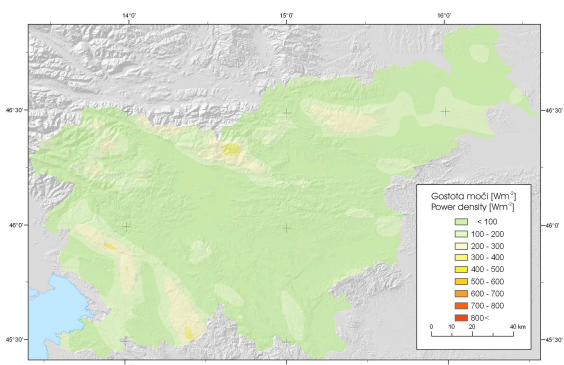 14°0' 15°0' 16°0'
46°30' 46°30'
46°0' 46°0'
45°30' 45°30'
Gostota moči [Wm⁻²]
Power density [Wm⁻²]
< 100
100 - 200
200 - 300
300 - 400
400 - 500
500 - 600
600 - 700
700 - 800
800<
0 10 20 40 km